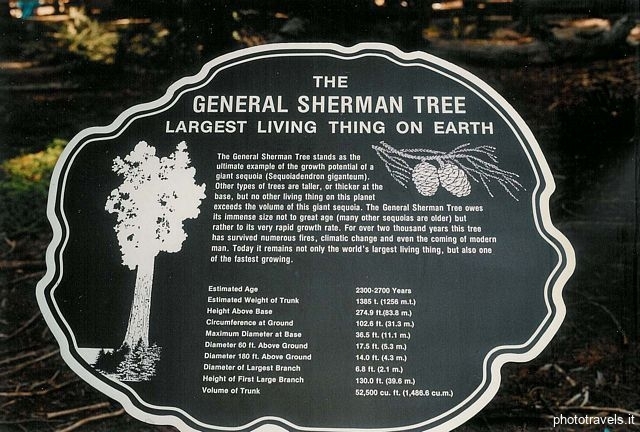 THE
GENERAL SHERMAN TREE
LARGEST LIVING THING ON EARTH
The General Sherman Tree stands as the
ultimate example of the growth potential of a
giant sequoia (Sequoiadendron giganteum).
Other types of trees are taller, or thicker at the
base, but no other living thing on this planet
exceeds the volume of this giant sequoia. The General Sherman Tree owes
its immense size not to great age (many other sequoias are older) but
rather to its very rapid growth rate. For over two thousand years this tree
has survived numerous fires, climatic change and even the coming of modern
man. Today it remains not only the world's largest living thing, but also one
of the fastest growing.
Estimated Age 2300-2700 Years
Estimated Weight of Trunk 1385 t. (1256 m.t.)
Height Above Base 274.9 ft.(83.8 m.)
Circumference at Ground 102.6 ft. (31.3 m.)
Maximum Diameter at Base 36.5 ft. (11.1 m.)
Diameter 60 ft. Above Ground 17.5 ft. (5.3 m.)
Diameter 180 ft. Above Ground 14.0 ft. (4.3 m.)
Diameter of Largest Branch 6.8 ft. (2.1 m.)
Height of First Large Branch 130.0 ft. (39.6 m.)
Volume of Trunk 52,500 cu. ft. (1,486.6 cu.m.)
phototravels.it